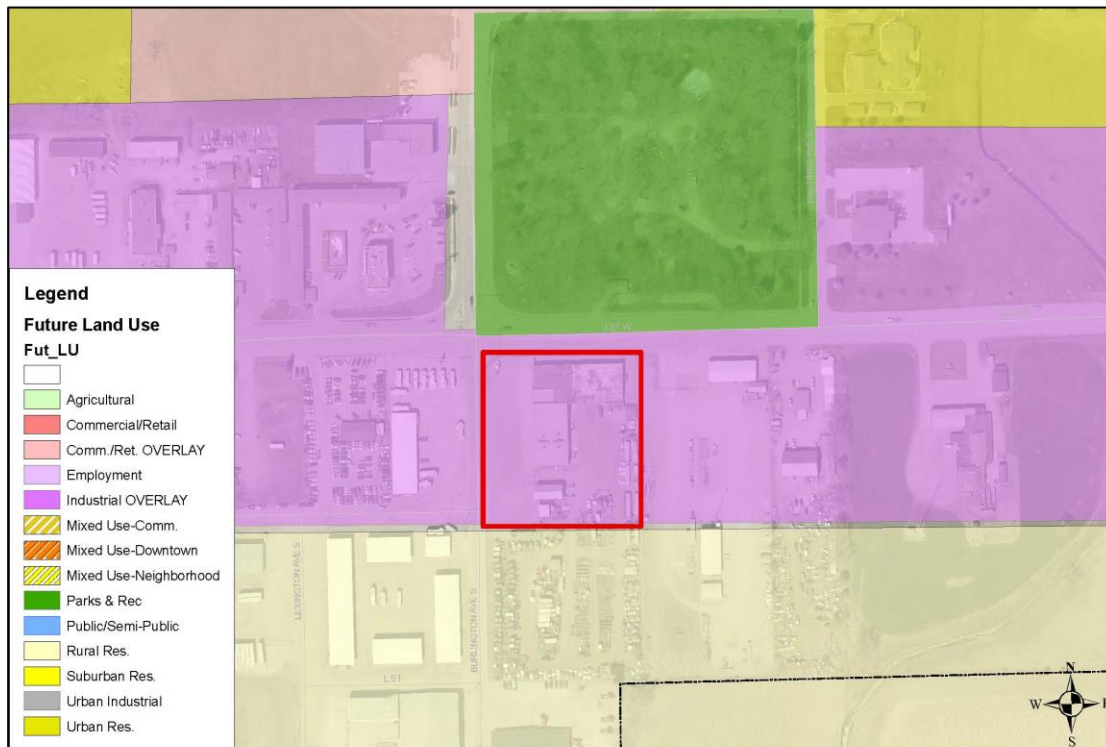 Legend
Future Land Use
Fut_LU
Agricultural
Commercial/Retail
Comm./Ret. OVERLAY
Employment
Industrial OVERLAY
Mixed Use-Comm.
Mixed Use-Downtown
Mixed Use-Neighborhood
Parks & Rec
Public/Semi-Public
Rural Res.
Suburban Res.
Urban Industrial
Urban Res.
J ST
LEXINGTON AVE S
BURLINGTON AVE S
L ST
N
W
E
S